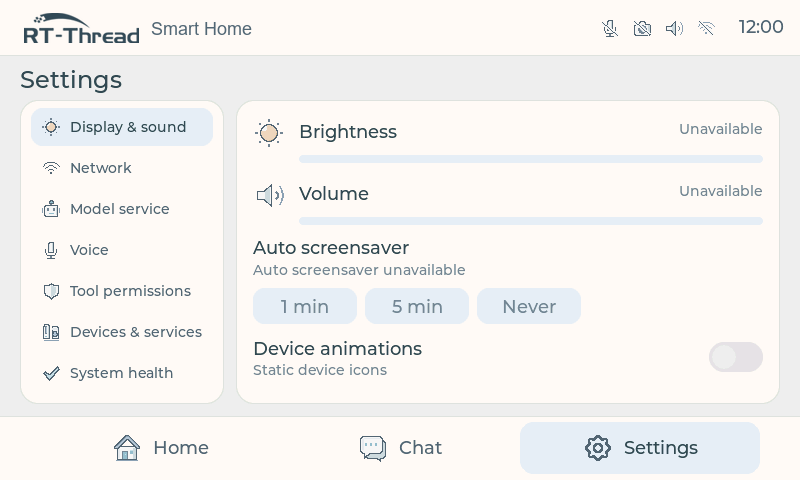 RT-Thread Smart Home
12:00
Settings
Display & sound
Network
Model service
Voice
Tool permissions
Devices & services
System health
Brightness
Unavailable
Volume
Unavailable
Auto screensaver
Auto screensaver unavailable
1 min
5 min
Never
Device animations
Static device icons
Home
Chat
Settings